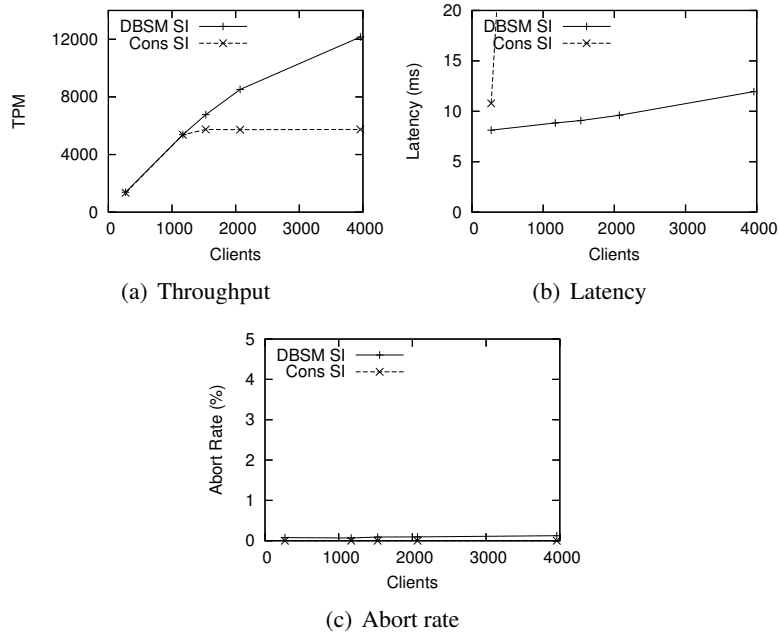 DBSM SI
Cons SI
12000
8000
4000
0
TPM
0 1000 2000 3000 4000
Clients
(a) Throughput
DBSM SI
Cons SI
20
15
10
5
0
Latency (ms)
0 1000 2000 3000 4000
Clients
(b) Latency
DBSM SI
Cons SI
5
4
3
2
1
0
Abort Rate (%)
0 1000 2000 3000 4000
Clients
(c) Abort rate